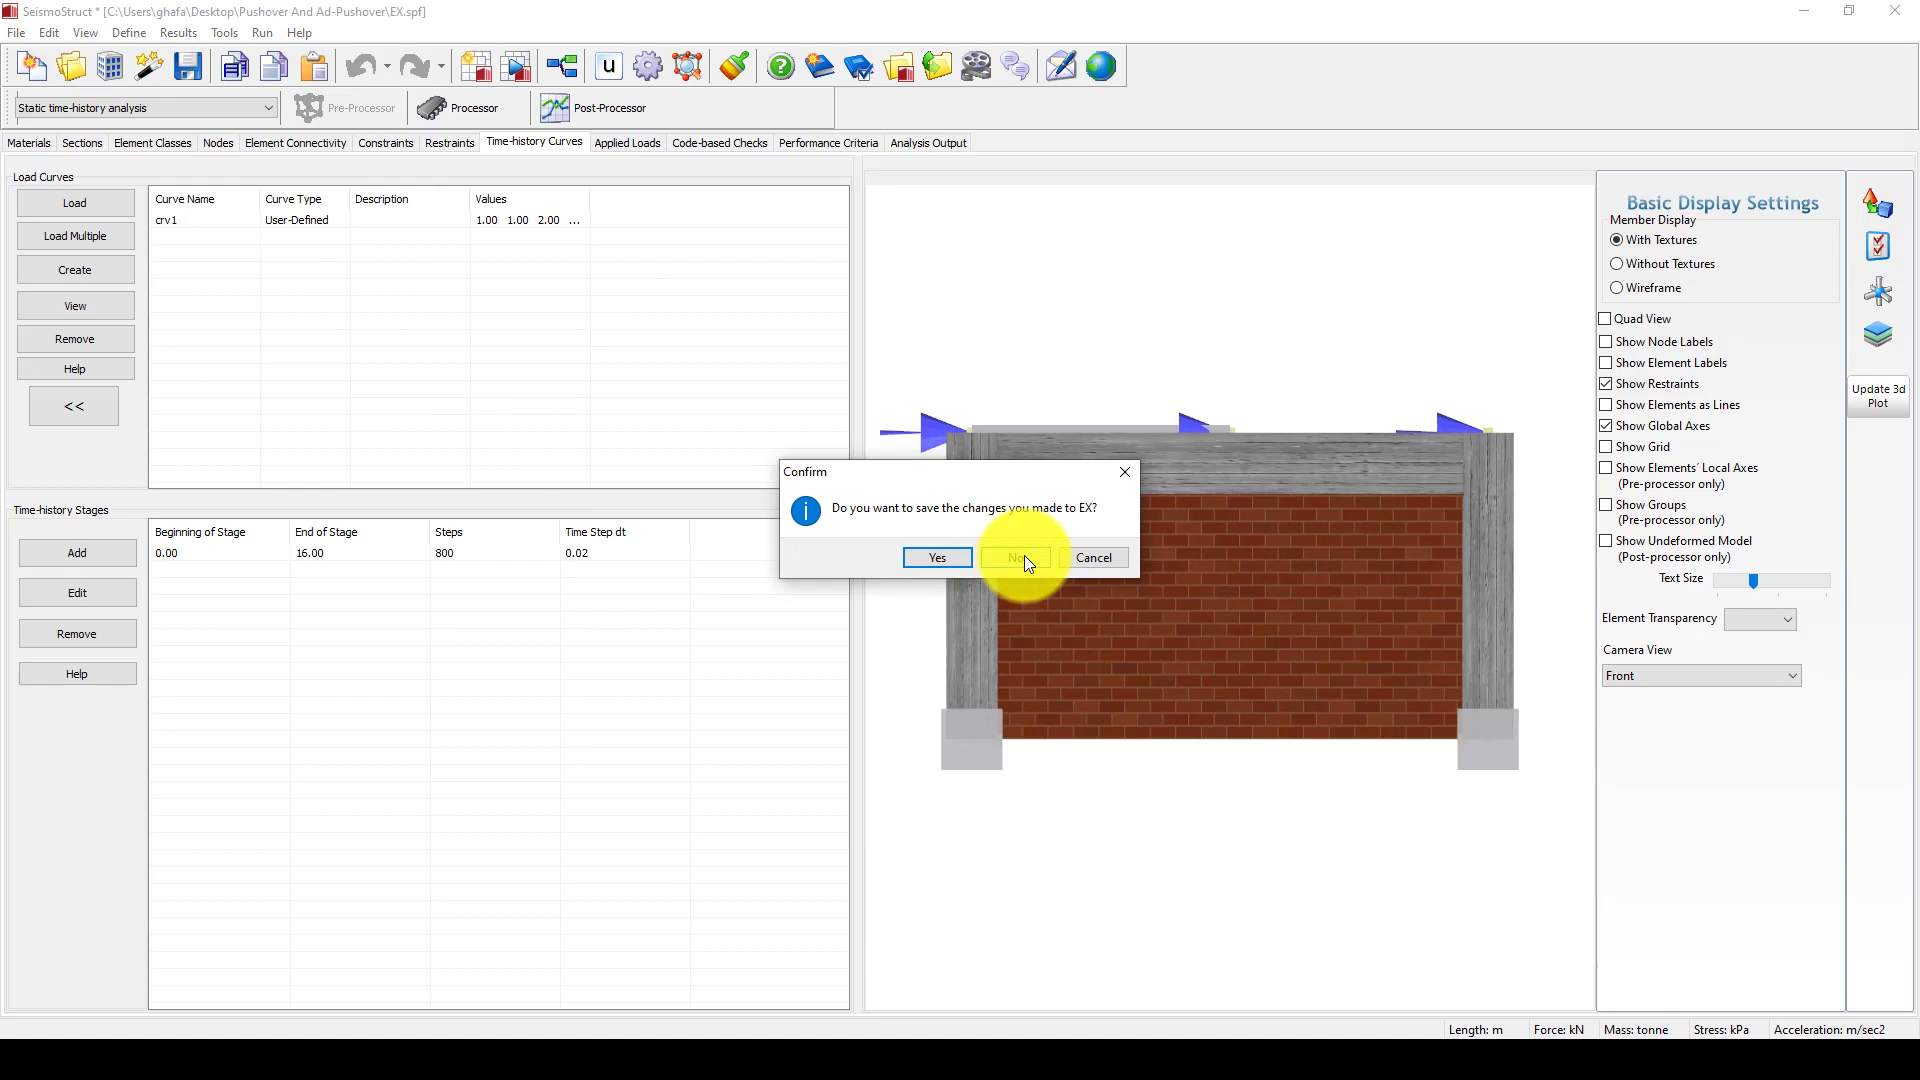 SeismoStruct * [C:\Users\ghafa\Desktop\Pushover And Ad-Pushover\EX.spf]
File Edit View Define Results Tools Run Help
u
Static time-history analysis Pre-Processor Processor Post-Processor
Materials Sections Element Classes Nodes Element Connectivity Constraints Restraints Time-history Curves Applied Loads Code-based Checks Performance Criteria Analysis Output
Load Curves
Load
Load Multiple
Create
View
Remove
Help
<<
Curve Name Curve Type Description Values
crv1 User-Defined 1.00 1.00 2.00 ...
Time-history Stages
Add
Edit
Remove
Help
Beginning of Stage End of Stage Steps Time Step dt
0.00 16.00 800 0.02
Confirm
Do you want to save the changes you made to EX?
Yes No Cancel
Basic Display Settings
Member Display
With Textures
Without Textures
Wireframe
Quad View
Show Node Labels
Show Element Labels
Show Restraints
Show Elements as Lines
Show Global Axes
Show Grid
Show Elements' Local Axes
(Pre-processor only)
Show Groups
(Pre-processor only)
Show Undeformed Model
(Post-processor only)
Text Size
Element Transparency
Camera View
Front
Update 3d
Plot
Length: m Force: kN Mass: tonne Stress: kPa Acceleration: m/sec2